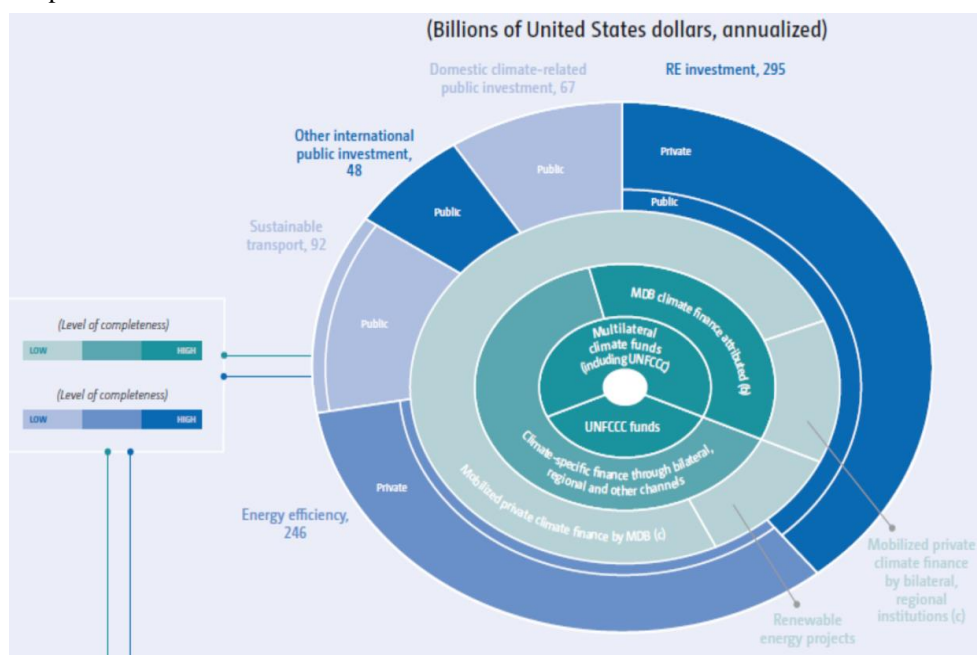 (Billions of United States dollars, annualized)
Domestic climate-related
public investment, 67
RE investment, 295
Other international
public investment,
48
Sustainable
transport, 92
Private
Public
Public
Public
Public
(Level of completeness)
LOW
HIGH
(Level of completeness)
LOW
HIGH
MDB climate finance attributed (b)
Multilateral
climate funds
(including UNFCCC)
UNFCCC funds
Climate-specific finance through bilateral,
regional and other channels
Mobilized private climate finance by MDB (c)
Private
Energy efficiency,
246
Mobilized private
climate finance
by bilateral,
regional
institutions (c)
Renewable
energy projects